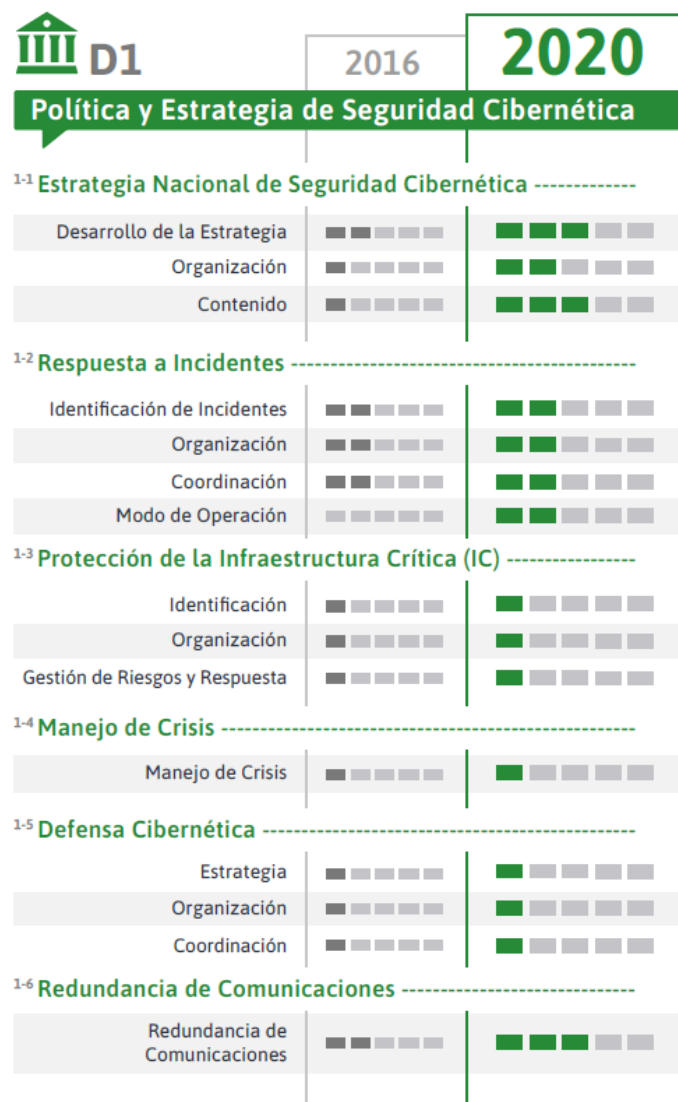 D1
2016
2020
Política y Estrategia de Seguridad Cibernética
1-1 Estrategia Nacional de Seguridad Cibernética -------------
Desarrollo de la Estrategia
Organización
Contenido
1-2 Respuesta a Incidentes --------------------------------------------
Identificación de Incidentes
Organización
Coordinación
Modo de Operación
1-3 Protección de la Infraestructura Crítica (IC) ----------------
Identificación
Organización
Gestión de Riesgos y Respuesta
1-4 Manejo de Crisis -----------------------------------------------------
Manejo de Crisis
1-5 Defensa Cibernética ------------------------------------------------
Estrategia
Organización
Coordinación
1-6 Redundancia de Comunicaciones ------------------------------
Redundancia de
Comunicaciones